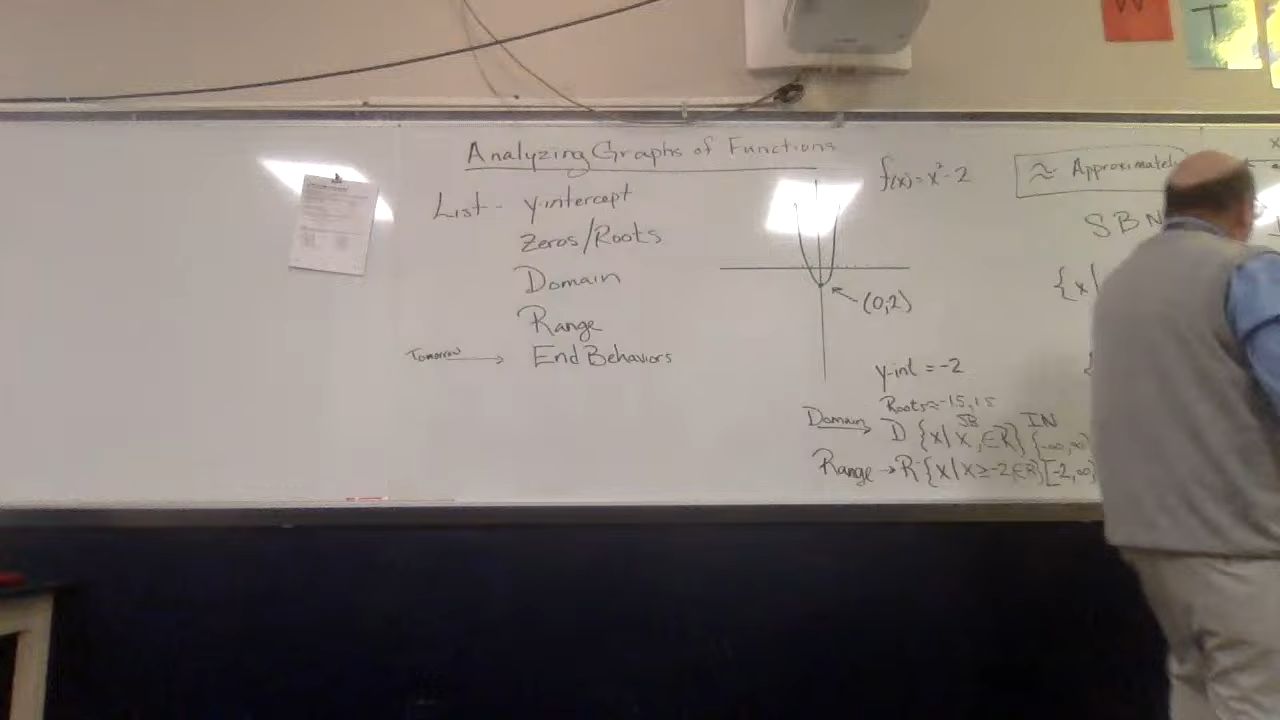 W
T
Analyzing Graphs of Functions
List - y-intercept
Zeros/Roots
Domain
Range
Tomorrow → End Behaviors
f(x) = x² - 2
(0,-2)
≈ Approximately
SBN
{x|
{
y-int = -2
Roots ≈ -1.5, 1.5
SB IN
Domain → D {x|x, ∈R} (-∞,∞)
Range → R {x|x ≥ -2 ∈R} [-2,∞)
x